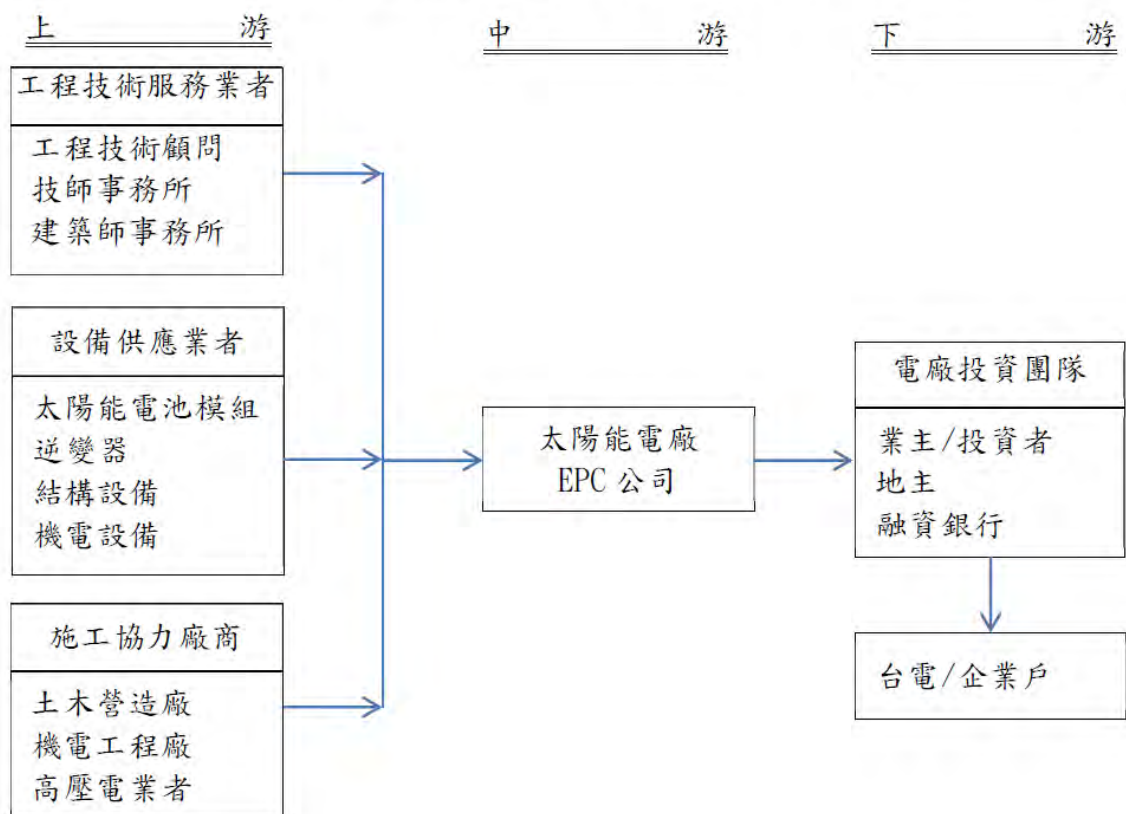 上游
中游
下游
工程技術服務業者
工程技術顧問
技師事務所
建築師事務所
設備供應業者
太陽能電池模組
逆變器
結構設備
機電設備
施工協力廠商
土木營造廠
機電工程廠
高壓電業者
太陽能電廠
EPC 公司
電廠投資團隊
業主/投資者
地主
融資銀行
台電/企業戶